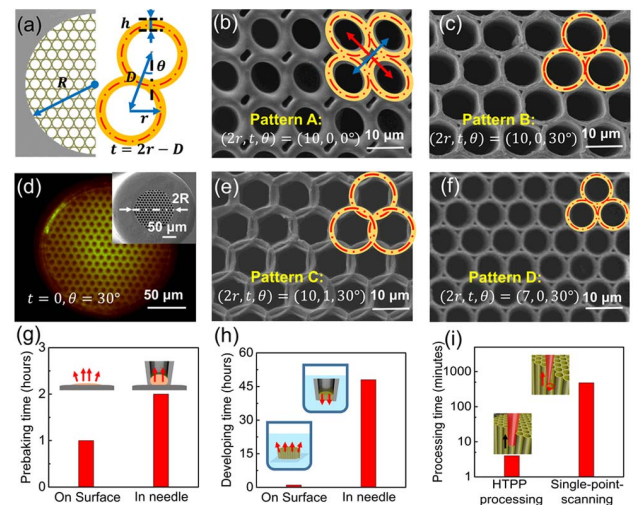 (a)
h
R
D
θ
r
t = 2r − D
(b)
Pattern A:
(2r, t, θ) = (10, 0, 0°)
10 μm
(c)
Pattern B:
(2r, t, θ) = (10, 0, 30°)
10 μm
(d)
2R
50 μm
t = 0, θ = 30°
50 μm
(e)
Pattern C:
(2r, t, θ) = (10, 1, 30°)
10 μm
(f)
Pattern D:
(2r, t, θ) = (7, 0, 30°)
10 μm
(g)
Prebaking time (hours)
3
2
1
0
On Surface
In needle
(h)
Developing time (hours)
60
45
30
15
0
On Surface
In needle
(i)
Processing time (minutes)
1000
100
10
1
HTPP
processing
Single-point-
scanning